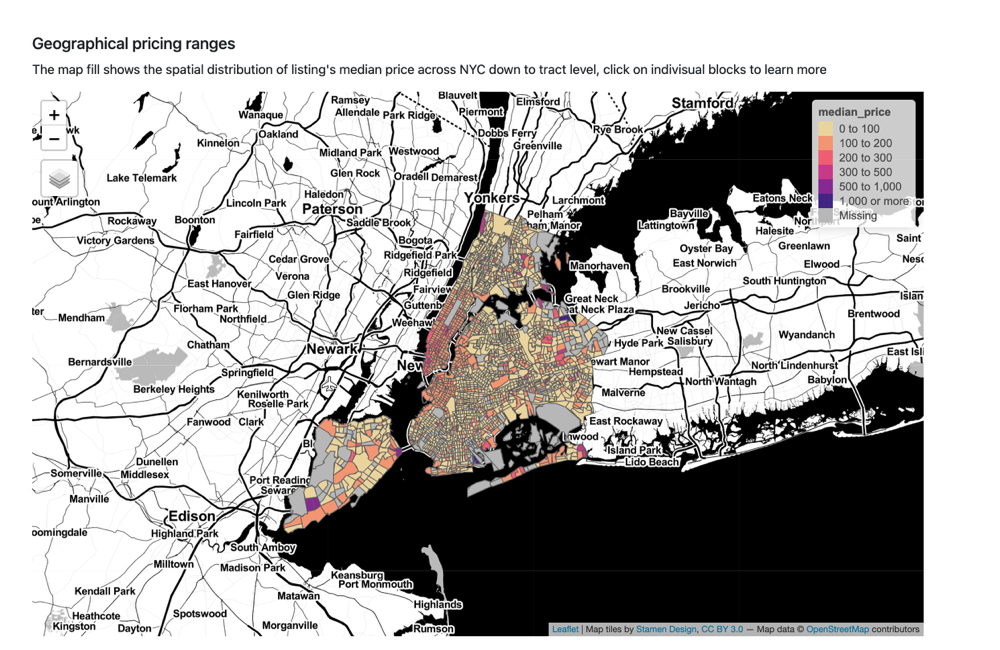 Geographical pricing ranges
The map fill shows the spatial distribution of listing's median price across NYC down to tract level, click on indivisual blocks to learn more
+
−
median_price
0 to 100
100 to 200
200 to 300
300 to 500
500 to 1,000
1,000 or more
Missing
Blauvelt
Ramsey
Elmsford
Stamford
Wanaque
Allendale
Park Ridge
Piermont
Oakland
Dobbs Ferry
Rye Brook
Kinnelon
Greenville
Midland Park
Westwood
Glen Rock
Oradell
Demarest
Lake Telemark
Haledon
Yonkers
Larchmont
Eatons Neck
ount Arlington
Lincoln Park
Paterson
Saddle Brook
Pelham
ham Manor
Bayville
Rockaway
Boonton
Lattingtown
Halesite
Victory Gardens
Fairfield
Bogota
Oyster Bay
Greenlawn
Saint
Cedar Grove
Ridgefield Park
Manorhaven
East Norwich
Elwood
Verona
Ridgefield
East Hanover
Fairview
Brookville
South Huntington
Glen Ridge
Great Neck
Florham Park
Guttenb
eat Neck Plaza
Jericho
Mendham
Northfield
Weehaw
Brentwood
New Cassel
Wyandanch
Chatham
Hyde Park
Salisbury
Newark
Bernardsville
New
ewart Manor
North Lindenhurst
Springfield
Hempstead
Berkeley Heights
North Wantagh
Babylon
Kenilworth
Malverne
Roselle Park
Fanwood
Clark
East Rockaway
Inwood
Island Park
Dunellen
Lido Beach
Somerville
Middlesex
Port Reading
Sewar
Manville
Edison
oomingdale
Highland Park
South Amboy
Milltown
Madison Park
Keansburg
Port Monmouth
Kendall Park
Matawan
Highlands
Heathcote
Spotswood
Kingston
Dayton
Morganville
Rumson
Leaflet | Map tiles by Stamen Design, CC BY 3.0 — Map data © OpenStreetMap contributors